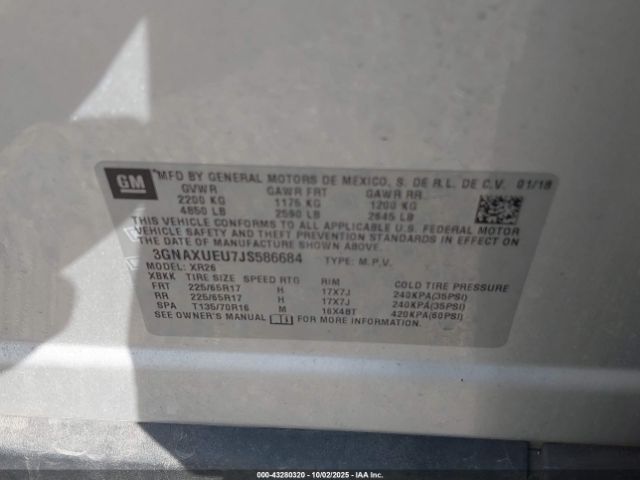 GM
*MFD BY GENERAL MOTORS DE MEXICO, S. DE R.L. DE C.V. 01/18
GVWR GAWR FRT GAWR RR
2200 KG 1175 KG 1200 KG
4850 LB 2590 LB 2645 LB
THIS VEHICLE CONFORMS TO ALL APPLICABLE U.S. FEDERAL MOTOR
VEHICLE SAFETY AND THEFT PREVENTION STANDARDS IN EFFECT ON
THE DATE OF MANUFACTURE SHOWN ABOVE.
3GNAXUEU7JS586684 TYPE: M.P.V.
MODEL: XR26
XBKK TIRE SIZE SPEED RTG RIM COLD TIRE PRESSURE
FRT 225/65R17 H 17X7J 240KPA(35PSI)
RR 225/65R17 H 17X7J 240KPA(35PSI)
SPA T135/70R16 M 16X4BT 420KPA(60PSI)
SEE OWNER'S MANUAL FOR MORE INFORMATION.
000-43280320 10/02/2025 IAA Inc.